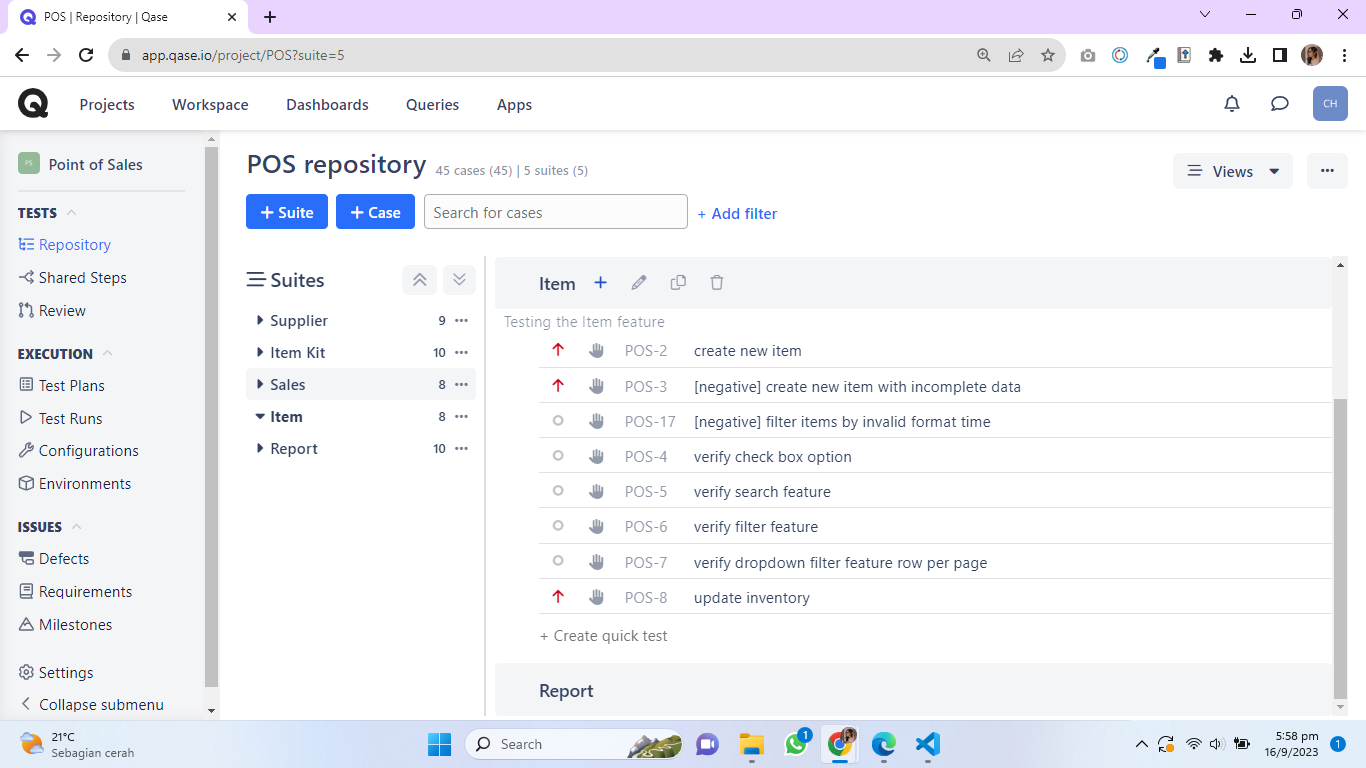 POS | Repository | Qase
app.qase.io/project/POS?suite=5
Projects Workspace Dashboards Queries Apps
CH
PS Point of Sales
TESTS
Repository
Shared Steps
Review
EXECUTION
Test Plans
Test Runs
Configurations
Environments
ISSUES
Defects
Requirements
Milestones
Settings
Collapse submenu
POS repository 45 cases (45) | 5 suites (5)
Views
+ Suite + Case Search for cases + Add filter
Suites
Supplier 9
Item Kit 10
Sales 8
Item 8
Report 10
Item
Testing the Item feature
POS-2 create new item
POS-3 [negative] create new item with incomplete data
POS-17 [negative] filter items by invalid format time
POS-4 verify check box option
POS-5 verify search feature
POS-6 verify filter feature
POS-7 verify dropdown filter feature row per page
POS-8 update inventory
+ Create quick test
Report
21°C
Sebagian cerah
Search
1
5:58 pm
16/9/2023
1